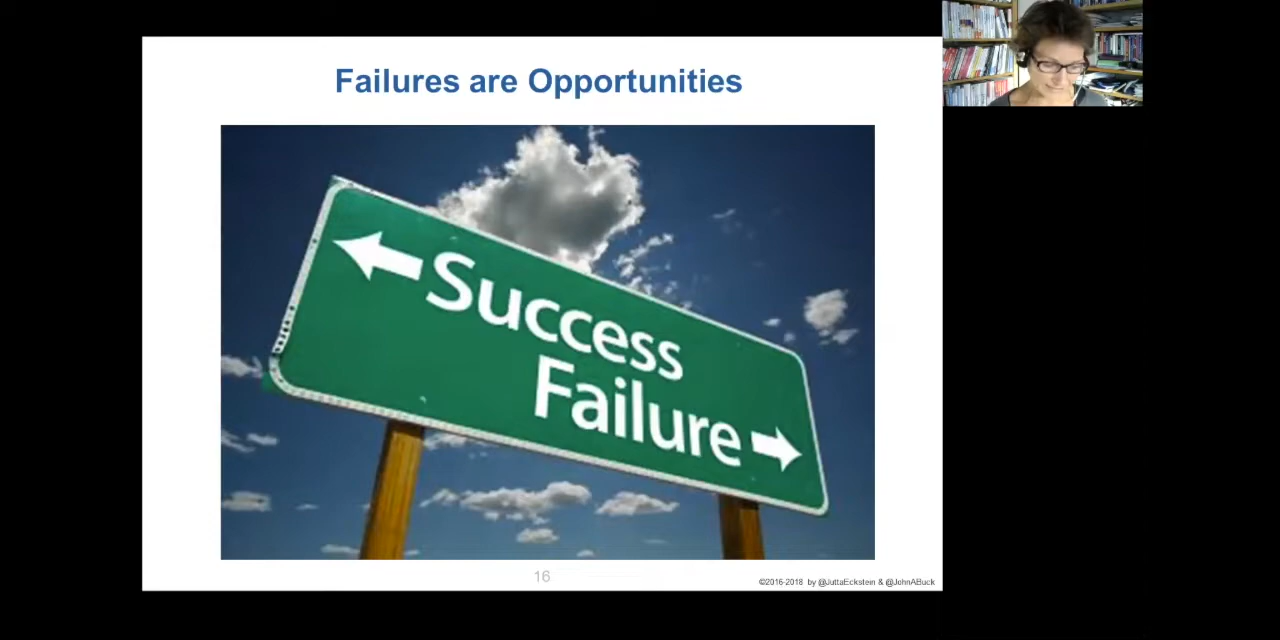 Failures are Opportunities
Success
Failure
16
©2016-2018 by @JuttaEckstein & @JohnABuck